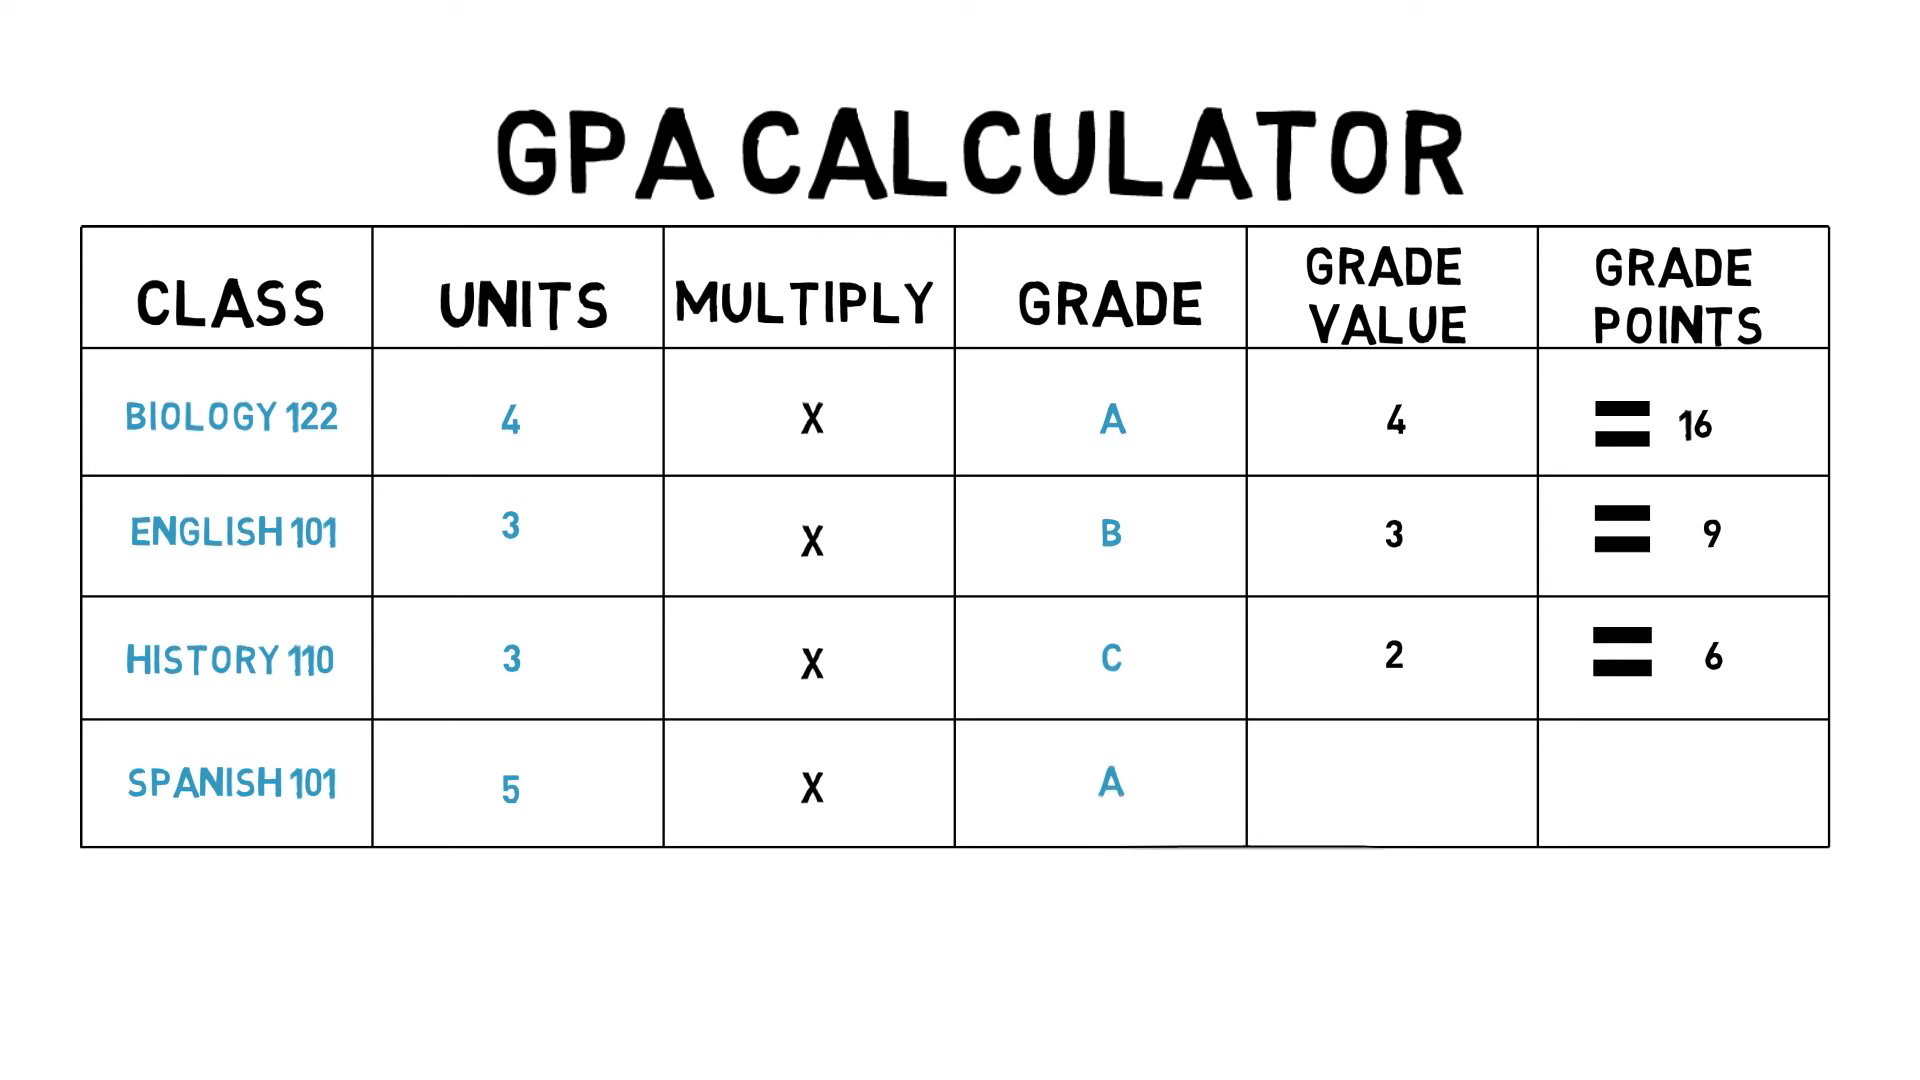 GPA CALCULATOR
CLASS UNITS MULTIPLY GRADE GRADE VALUE GRADE POINTS
BIOLOGY 122 4 X A 4 = 16
ENGLISH 101 3 X B 3 = 9
HISTORY 110 3 X C 2 = 6
SPANISH 101 5 X A